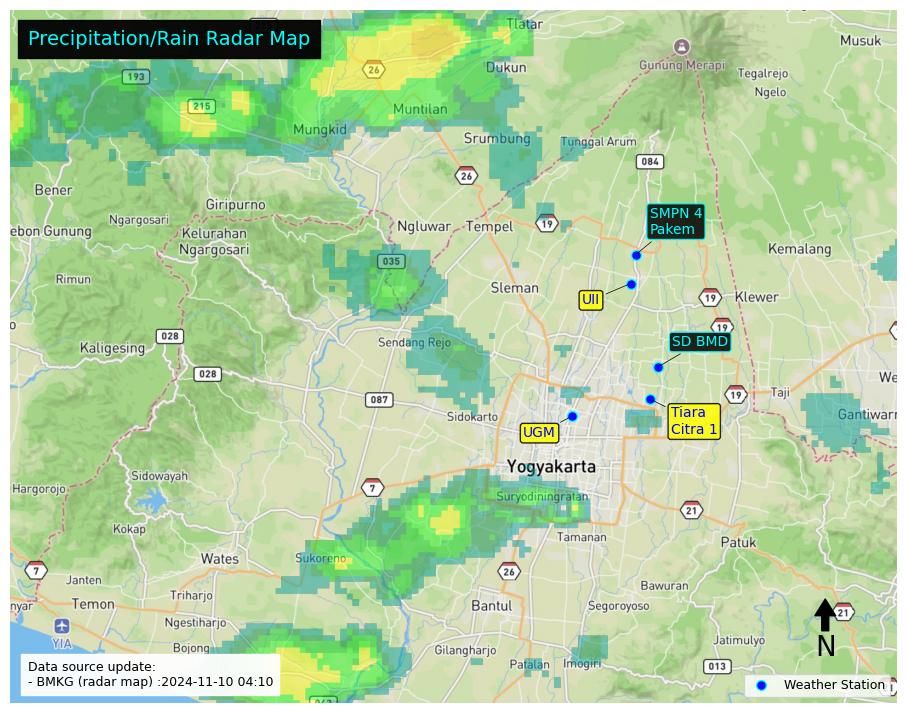 Precipitation/Rain Radar Map
Tlatar
Musuk
26
Gunung Merapi
Dukun
Tegalrejo
193
Ngelo
215
Muntilan
Mungkid
Srumbung
Tunggal Arum
084
26
Bener
Giripurno
SMPN 4
Pakem
Ngargosari
Ngluwar
Tempel
19
ebon Gunung
Kelurahan
Ngargosari
Kemalang
035
Rimun
Sleman
UII
19
Klewer
19
028
Sendang Rejo
SD BMD
Kaligesing
028
We
087
19
Taji
Sidokarto
Tiara
Citra 1
Gantiwarn
UGM
Yogyakarta
Sidowayah
Hargorojo
7
Suryodiningratan
21
Kokap
Tamanan
Patuk
Wates
Sukoreno
7
26
Janten
Bawuran
nyar
Temon
Triharjo
Bantul
Segoroyoso
21
Ngestiharjo
YIA
N
Jatimulyo
Bojong
Gilangharjo
Patalan
Imogiri
013
Data source update:
- BMKG (radar map) :2024-11-10 04:10
Weather Station